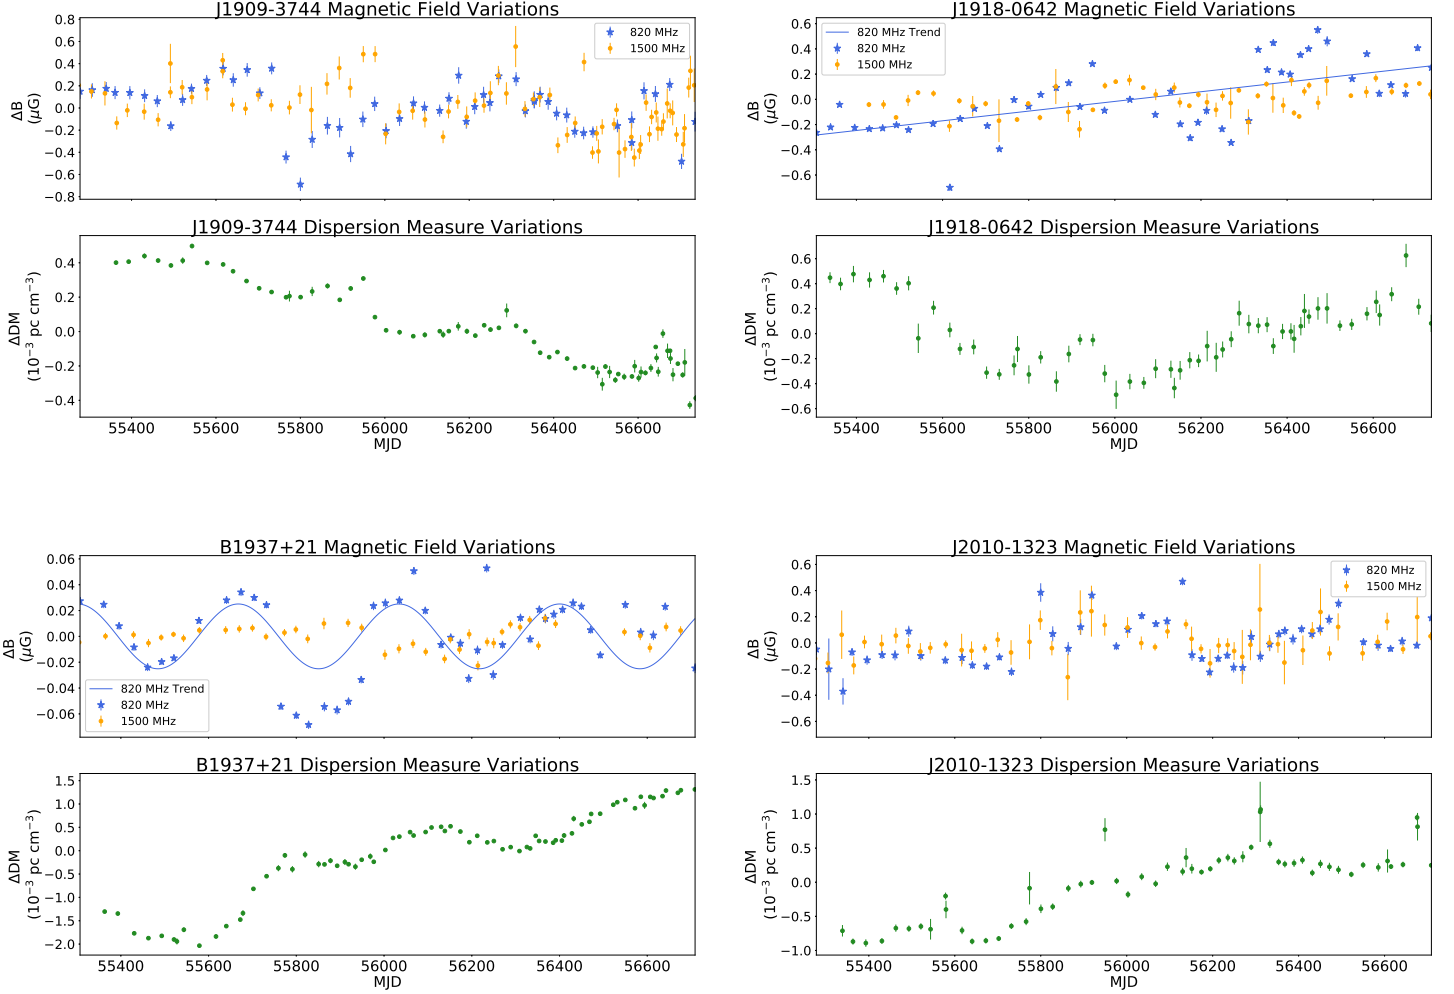 J1909-3744 Magnetic Field Variations
0.8
0.6
0.4
0.2
0.0
−0.2
−0.4
−0.6
−0.8
ΔB
(μG)
820 MHz
1500 MHz
J1909-3744 Dispersion Measure Variations
0.4
0.2
0.0
−0.2
−0.4
ΔDM
(10⁻³ pc cm⁻³)
55400 55600 55800 56000 56200 56400 56600
MJD
J1918-0642 Magnetic Field Variations
0.6
0.4
0.2
0.0
−0.2
−0.4
−0.6
ΔB
(μG)
820 MHz Trend
820 MHz
1500 MHz
J1918-0642 Dispersion Measure Variations
0.6
0.4
0.2
0.0
−0.2
−0.4
−0.6
ΔDM
(10⁻³ pc cm⁻³)
55400 55600 55800 56000 56200 56400 56600
MJD
B1937+21 Magnetic Field Variations
0.06
0.04
0.02
0.00
−0.02
−0.04
−0.06
ΔB
(μG)
820 MHz Trend
820 MHz
1500 MHz
B1937+21 Dispersion Measure Variations
1.5
1.0
0.5
0.0
−0.5
−1.0
−1.5
−2.0
ΔDM
(10⁻³ pc cm⁻³)
55400 55600 55800 56000 56200 56400 56600
MJD
J2010-1323 Magnetic Field Variations
0.6
0.4
0.2
0.0
−0.2
−0.4
−0.6
ΔB
(μG)
820 MHz
1500 MHz
J2010-1323 Dispersion Measure Variations
1.5
1.0
0.5
0.0
−0.5
−1.0
ΔDM
(10⁻³ pc cm⁻³)
55400 55600 55800 56000 56200 56400 56600
MJD